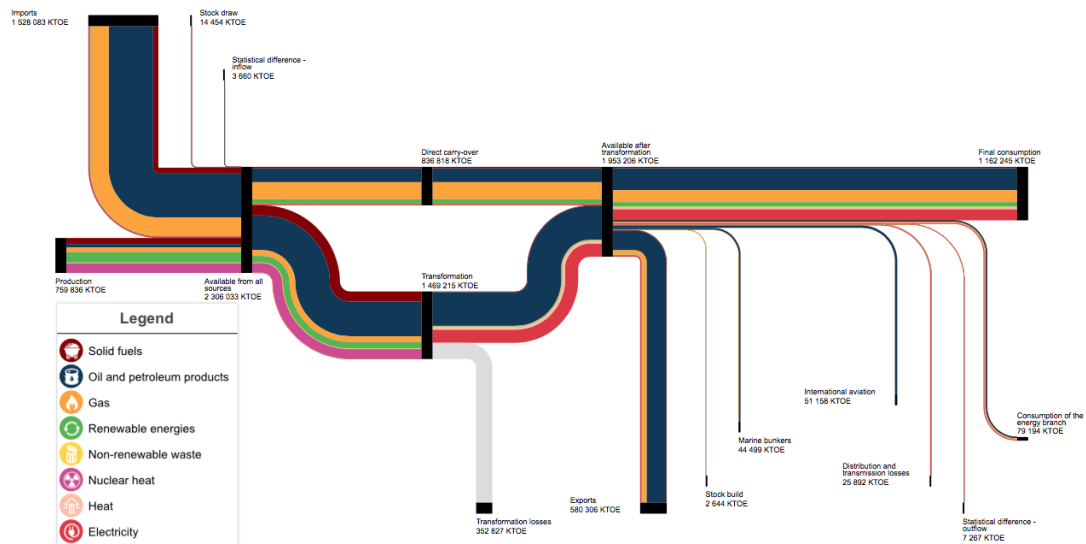 Imports
1 528 083 KTOE
Stock draw
14 454 KTOE
Statistical difference -
inflow
3 660 KTOE
Direct carry-over
836 818 KTOE
Available after
transformation
1 953 206 KTOE
Final consumption
1 162 245 KTOE
Production
759 836 KTOE
Available from all
sources
2 306 033 KTOE
Transformation
1 469 215 KTOE
Legend
Solid fuels
Oil and petroleum products
Gas
Renewable energies
Non-renewable waste
Nuclear heat
Heat
Electricity
International aviation
51 158 KTOE
Consumption of the
energy branch
79 194 KTOE
Marine bunkers
44 499 KTOE
Distribution and
transmission losses
25 892 KTOE
Stock build
2 644 KTOE
Exports
580 306 KTOE
Transformation losses
352 827 KTOE
Statistical difference -
outflow
7 267 KTOE